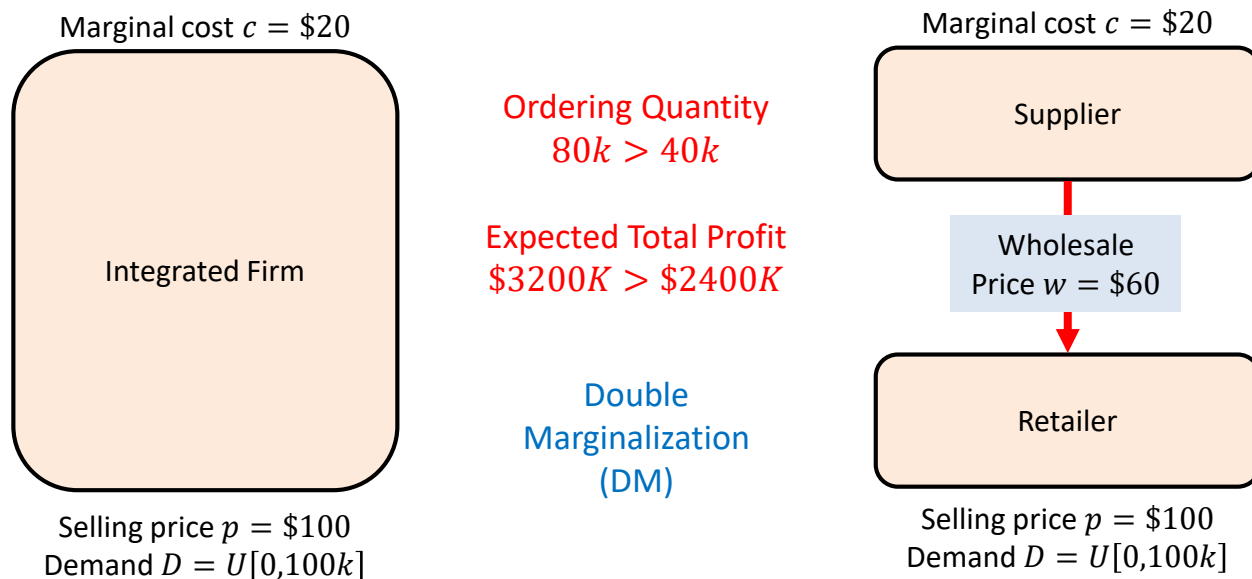 Marginal cost c = $20
Integrated Firm
Selling price p = $100
Demand D = U[0,100k]
Ordering Quantity
80k > 40k
Expected Total Profit
$3200K > $2400K
Double
Marginalization
(DM)
Marginal cost c = $20
Supplier
Wholesale
Price w = $60
Retailer
Selling price p = $100
Demand D = U[0,100k]